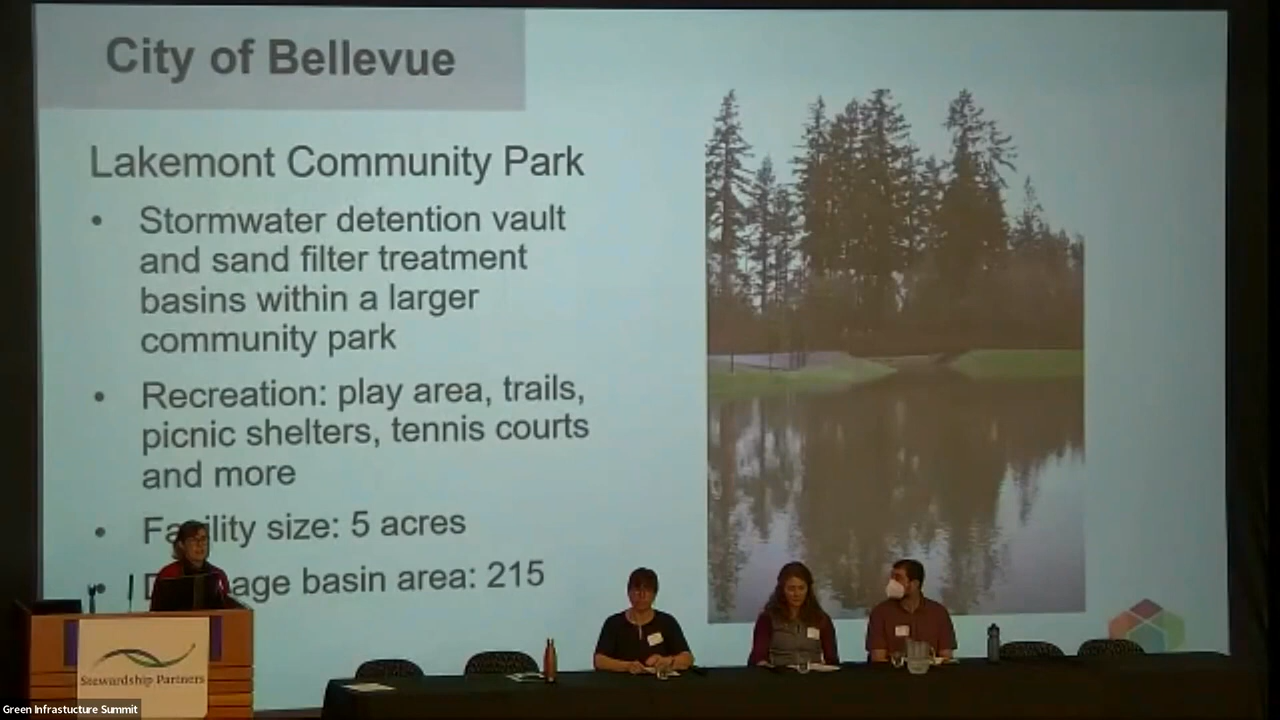 City of Bellevue
Lakemont Community Park
• Stormwater detention vault
and sand filter treatment
basins within a larger
community park
• Recreation: play area, trails,
picnic shelters, tennis courts
and more
• Facility size: 5 acres
• basin area: 215
Stewardship Partners
Green Infrastucture Summit